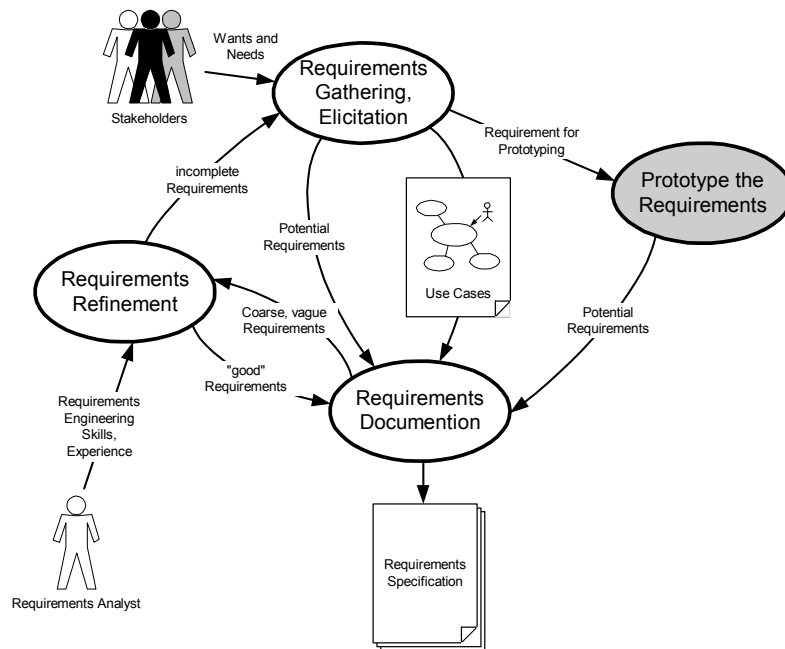 Wants and
Needs
Stakeholders
Requirements
Gathering,
Elicitation
Requirement for
Prototyping
Prototype the
Requirements
incomplete
Requirements
Potential
Requirements
Use Cases
Requirements
Refinement
Coarse, vague
Requirements
Potential
Requirements
"good"
Requirements
Requirements
Documention
Requirements
Engineering
Skills,
Experience
Requirements
Specification
Requirements Analyst